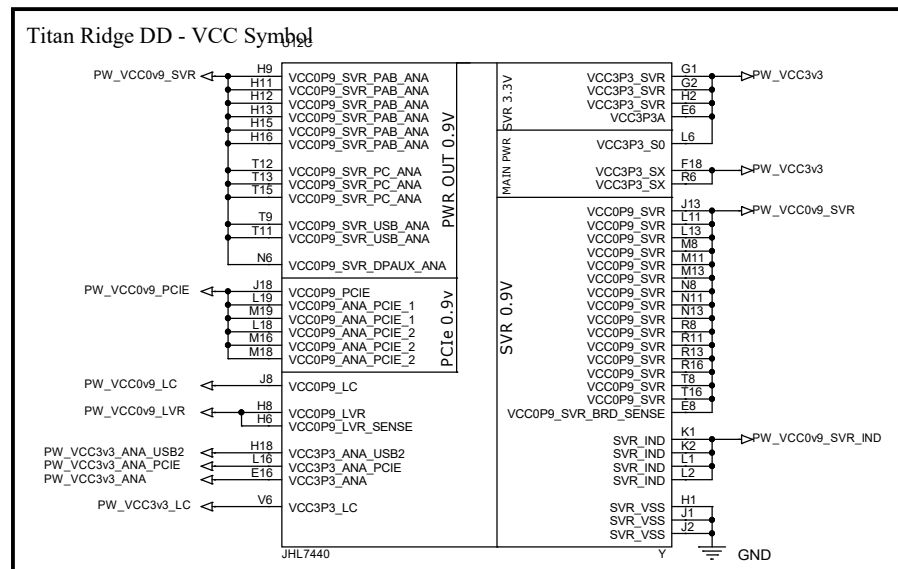 Titan Ridge DD - VCC Symbol
U12C
PW_VCC0v9_SVR
H9 VCC0P9_SVR_PAB_ANA
H11 VCC0P9_SVR_PAB_ANA
H12 VCC0P9_SVR_PAB_ANA
H13 VCC0P9_SVR_PAB_ANA
H15 VCC0P9_SVR_PAB_ANA
H16 VCC0P9_SVR_PAB_ANA
T12 VCC0P9_SVR_PC_ANA
T13 VCC0P9_SVR_PC_ANA
T15 VCC0P9_SVR_PC_ANA
T9 VCC0P9_SVR_USB_ANA
T11 VCC0P9_SVR_USB_ANA
N6 VCC0P9_SVR_DPAUX_ANA
PWR OUT 0.9V
PW_VCC0v9_PCIE
J18 VCC0P9_PCIE
L19 VCC0P9_ANA_PCIE_1
M19 VCC0P9_ANA_PCIE_1
L18 VCC0P9_ANA_PCIE_2
M16 VCC0P9_ANA_PCIE_2
M18 VCC0P9_ANA_PCIE_2
PCIe 0.9v
PW_VCC0v9_LC J8 VCC0P9_LC
PW_VCC0v9_LVR H8 VCC0P9_LVR
H6 VCC0P9_LVR_SENSE
PW_VCC3v3_ANA_USB2 H18 VCC3P3_ANA_USB2
PW_VCC3v3_ANA_PCIE L16 VCC3P3_ANA_PCIE
PW_VCC3v3_ANA E16 VCC3P3_ANA
PW_VCC3v3_LC V6 VCC3P3_LC
SVR 3.3V
VCC3P3_SVR G1 PW_VCC3v3
VCC3P3_SVR G2
VCC3P3_SVR H2
VCC3P3A E6
MAIN PWR
VCC3P3_S0 L6
VCC3P3_SX F18 PW_VCC3v3
VCC3P3_SX R6
SVR 0.9V
VCC0P9_SVR J13 PW_VCC0v9_SVR
VCC0P9_SVR L11
VCC0P9_SVR L13
VCC0P9_SVR M8
VCC0P9_SVR M11
VCC0P9_SVR M13
VCC0P9_SVR N8
VCC0P9_SVR N11
VCC0P9_SVR N13
VCC0P9_SVR R8
VCC0P9_SVR R11
VCC0P9_SVR R13
VCC0P9_SVR R16
VCC0P9_SVR T8
VCC0P9_SVR T16
VCC0P9_SVR_BRD_SENSE E8
SVR_IND K1 PW_VCC0v9_SVR_IND
SVR_IND K2
SVR_IND L1
SVR_IND L2
SVR_VSS H1
SVR_VSS J1
SVR_VSS J2
GND
JHL7440 Y